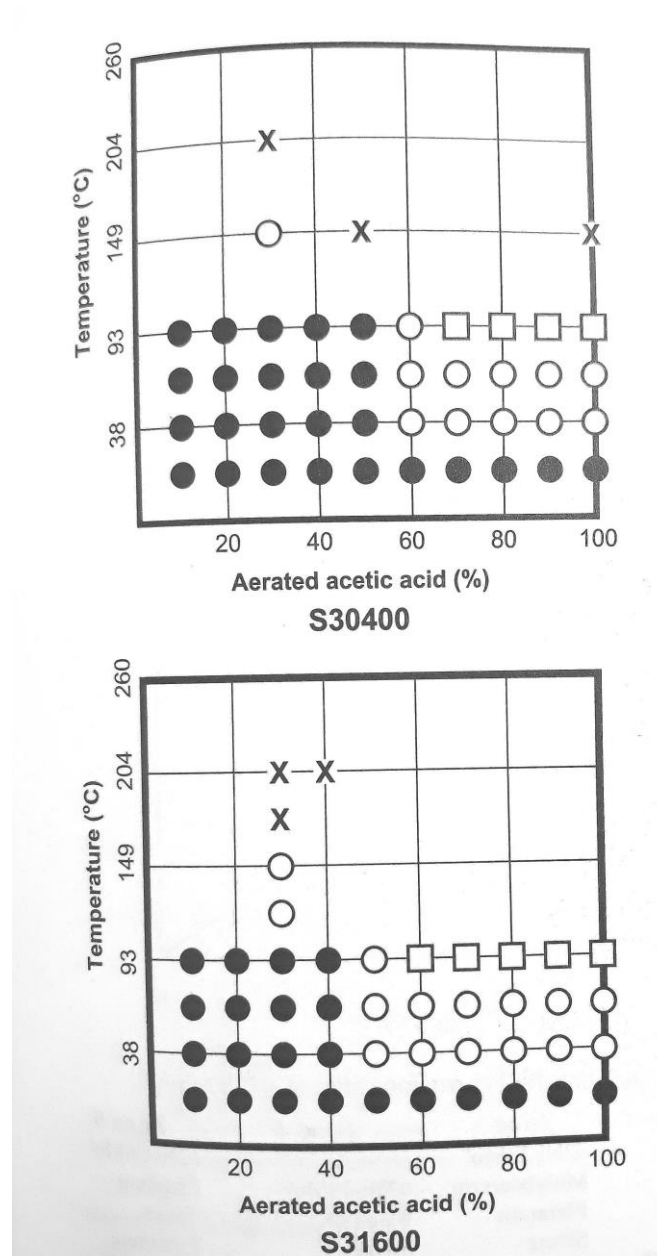 260
204
149
93
38
Temperature (°C)
X
X X
20 40 60 80 100
Aerated acetic acid (%)
S30400
260
204
149
93
38
Temperature (°C)
X X
X
20 40 60 80 100
Aerated acetic acid (%)
S31600